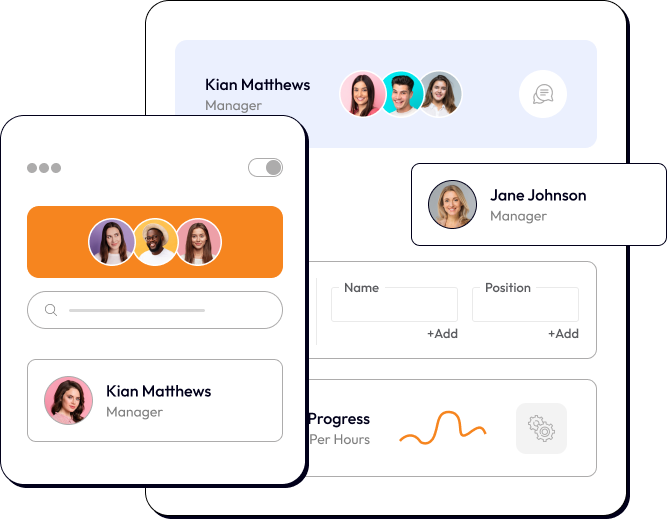 Kian Matthews
Manager
Jane Johnson
Manager
Name
Position
+Add
+Add
Kian Matthews
Manager
Progress
Per Hours